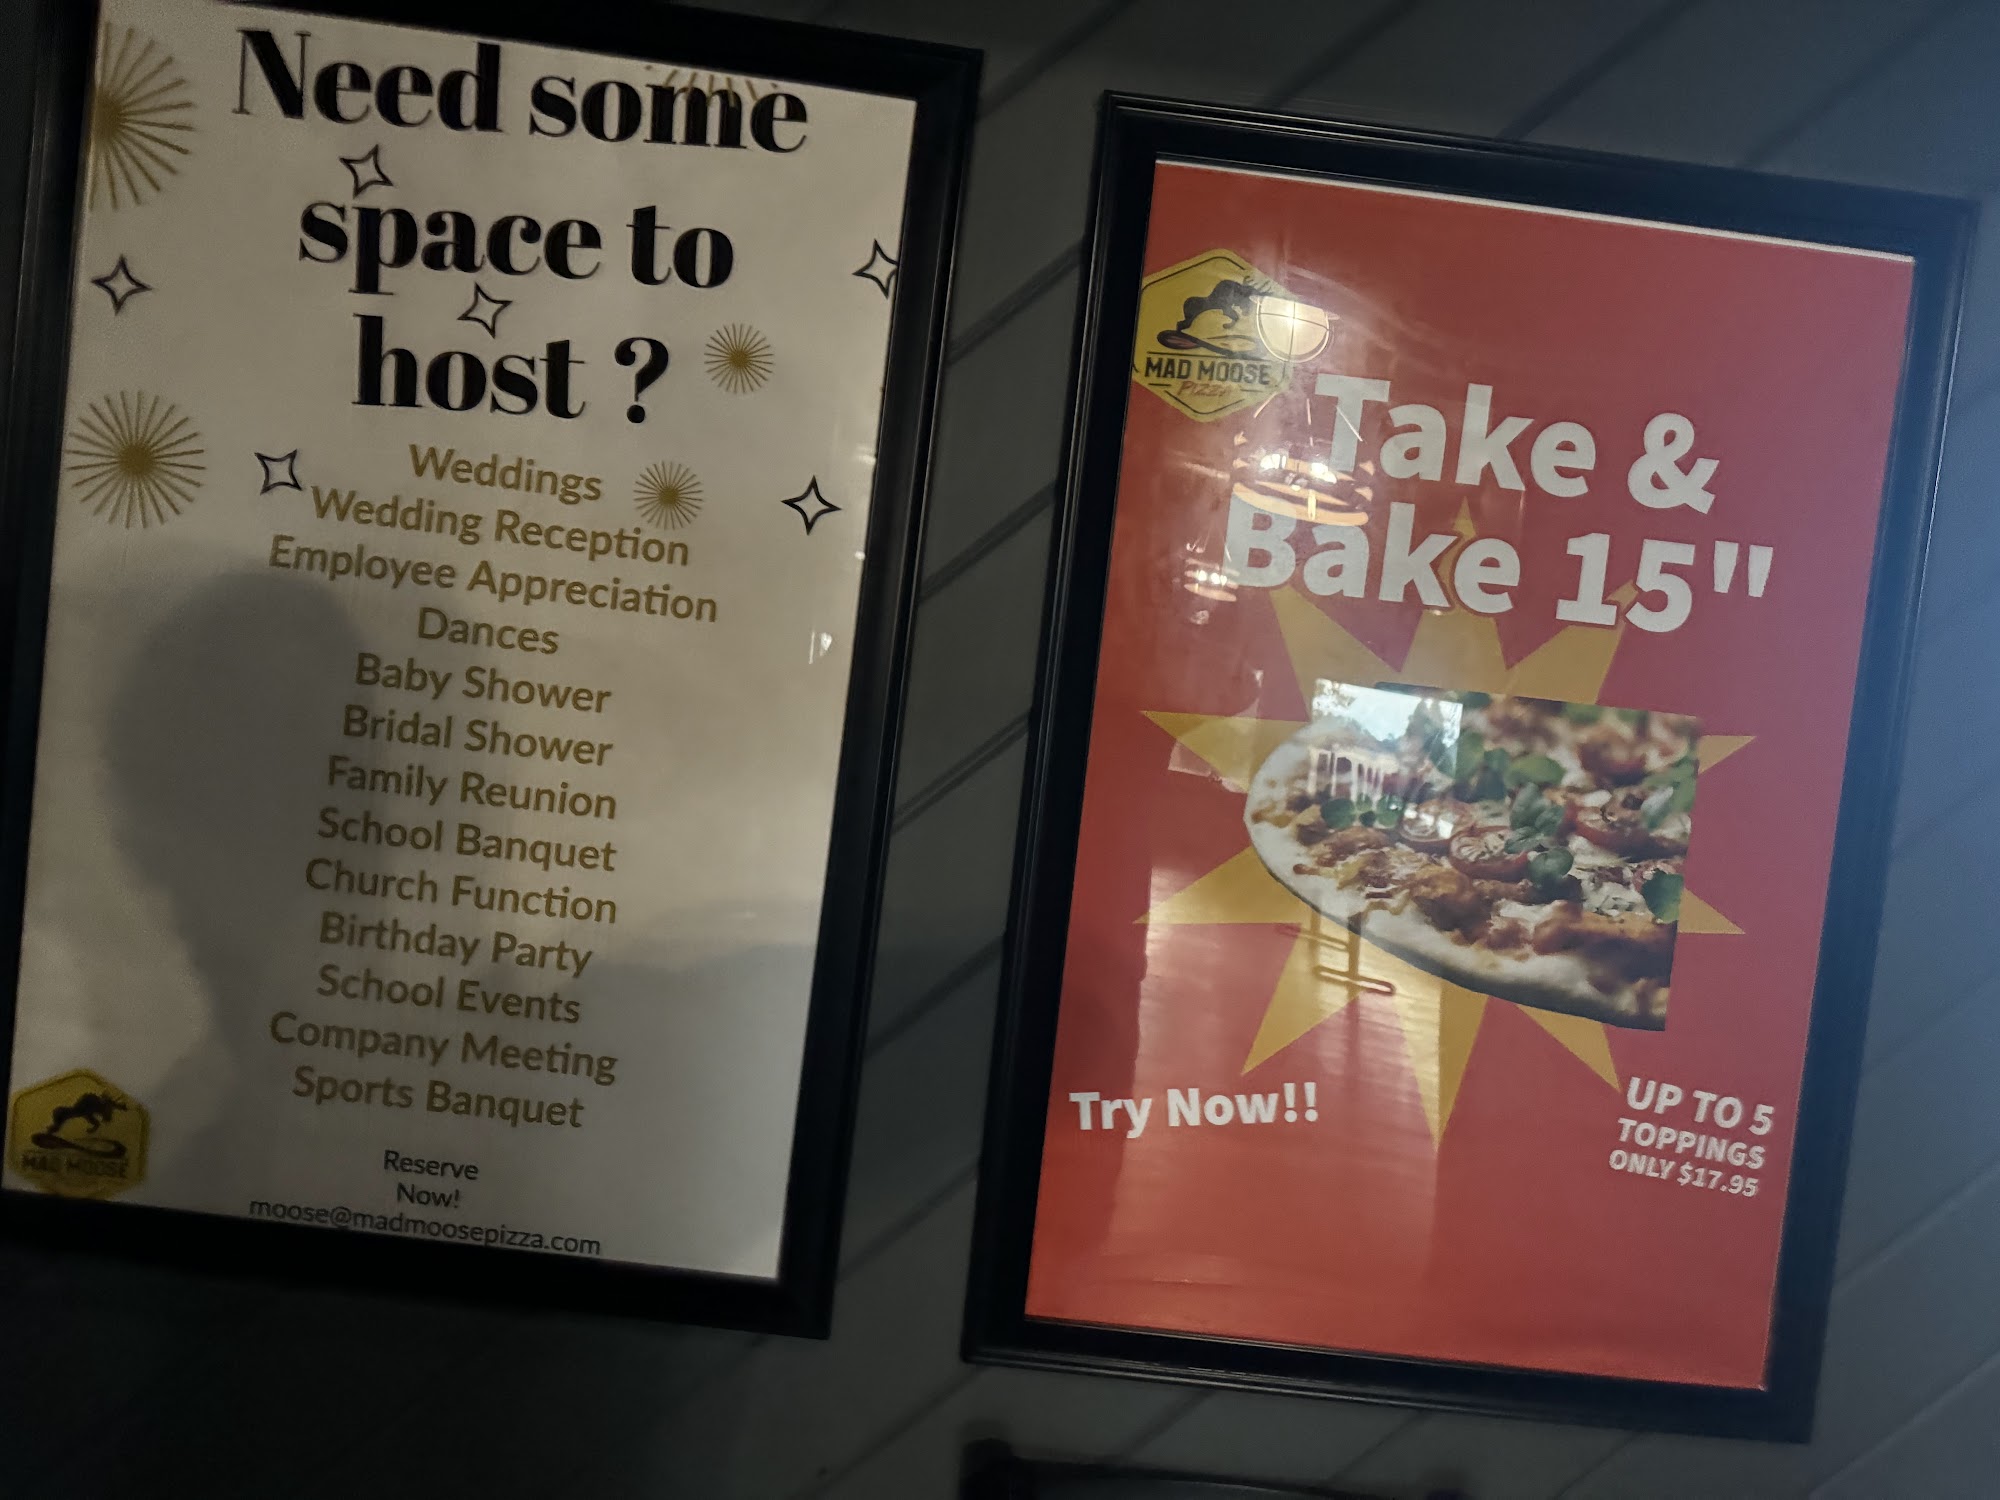 Need some
space to
host ?
Weddings
Wedding Reception
Employee Appreciation
Dances
Baby Shower
Bridal Shower
Family Reunion
School Banquet
Church Function
Birthday Party
School Events
Company Meeting
Sports Banquet
Reserve
Now!
moose@madmoosepizza.com
MAD MOOSE
MAD MOOSE
PIZZA
Take &
Bake 15"
Try Now!!
UP TO 5
TOPPINGS
ONLY $17.95